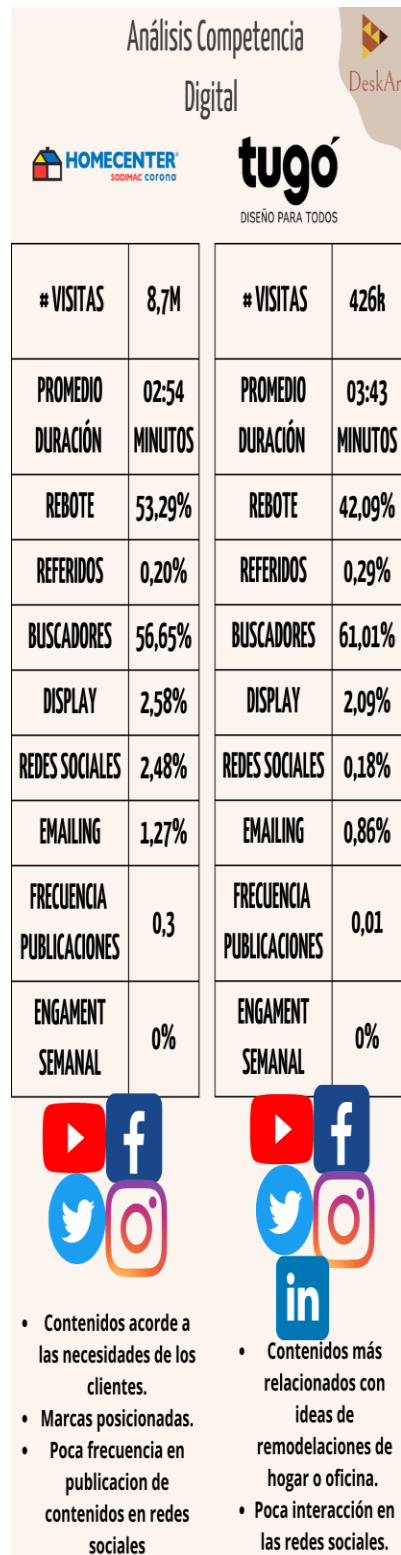 Análisis Competencia
Digital
DeskAr
HOMECENTER
SODIMAC corona
tugó
DISEÑO PARA TODOS
# VISITAS
8,7M
PROMEDIO
DURACIÓN
02:54
MINUTOS
REBOTE
53,29%
REFERIDOS
0,20%
BUSCADORES
56,65%
DISPLAY
2,58%
REDES SOCIALES
2,48%
EMAILING
1,27%
FRECUENCIA
PUBLICACIONES
0,3
ENGAMENT
SEMANAL
0%
# VISITAS
426k
PROMEDIO
DURACIÓN
03:43
MINUTOS
REBOTE
42,09%
REFERIDOS
0,29%
BUSCADORES
61,01%
DISPLAY
2,09%
REDES SOCIALES
0,18%
EMAILING
0,86%
FRECUENCIA
PUBLICACIONES
0,01
ENGAMENT
SEMANAL
0%
f
f
in
• Contenidos acorde a
las necesidades de los
clientes.
• Marcas posicionadas.
• Poca frecuencia en
publicacion de
contenidos en redes
sociales
• Contenidos más
relacionados con
ideas de
remodelaciones de
hogar o oficina.
• Poca interacción en
las redes sociales.